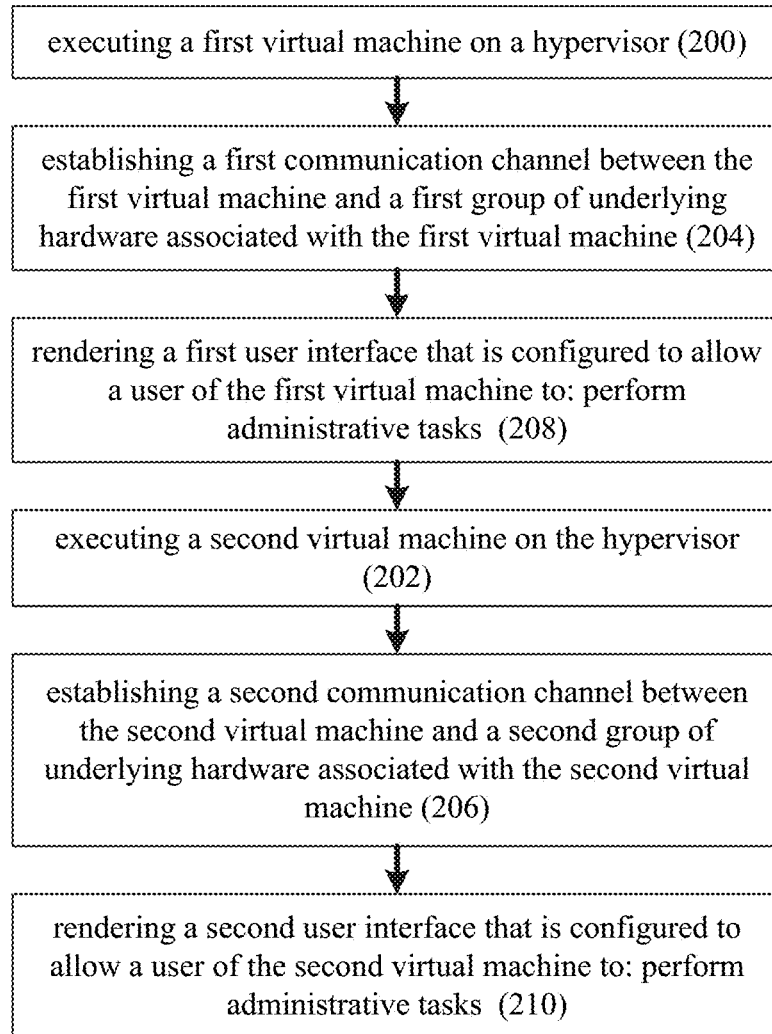 executing a first virtual machine on a hypervisor (200)
establishing a first communication channel between the
first virtual machine and a first group of underlying
hardware associated with the first virtual machine (204)
rendering a first user interface that is configured to allow
a user of the first virtual machine to: perform
administrative tasks (208)
executing a second virtual machine on the hypervisor
(202)
establishing a second communication channel between
the second virtual machine and a second group of
underlying hardware associated with the second virtual
machine (206)
rendering a second user interface that is configured to
allow a user of the second virtual machine to: perform
administrative tasks (210)